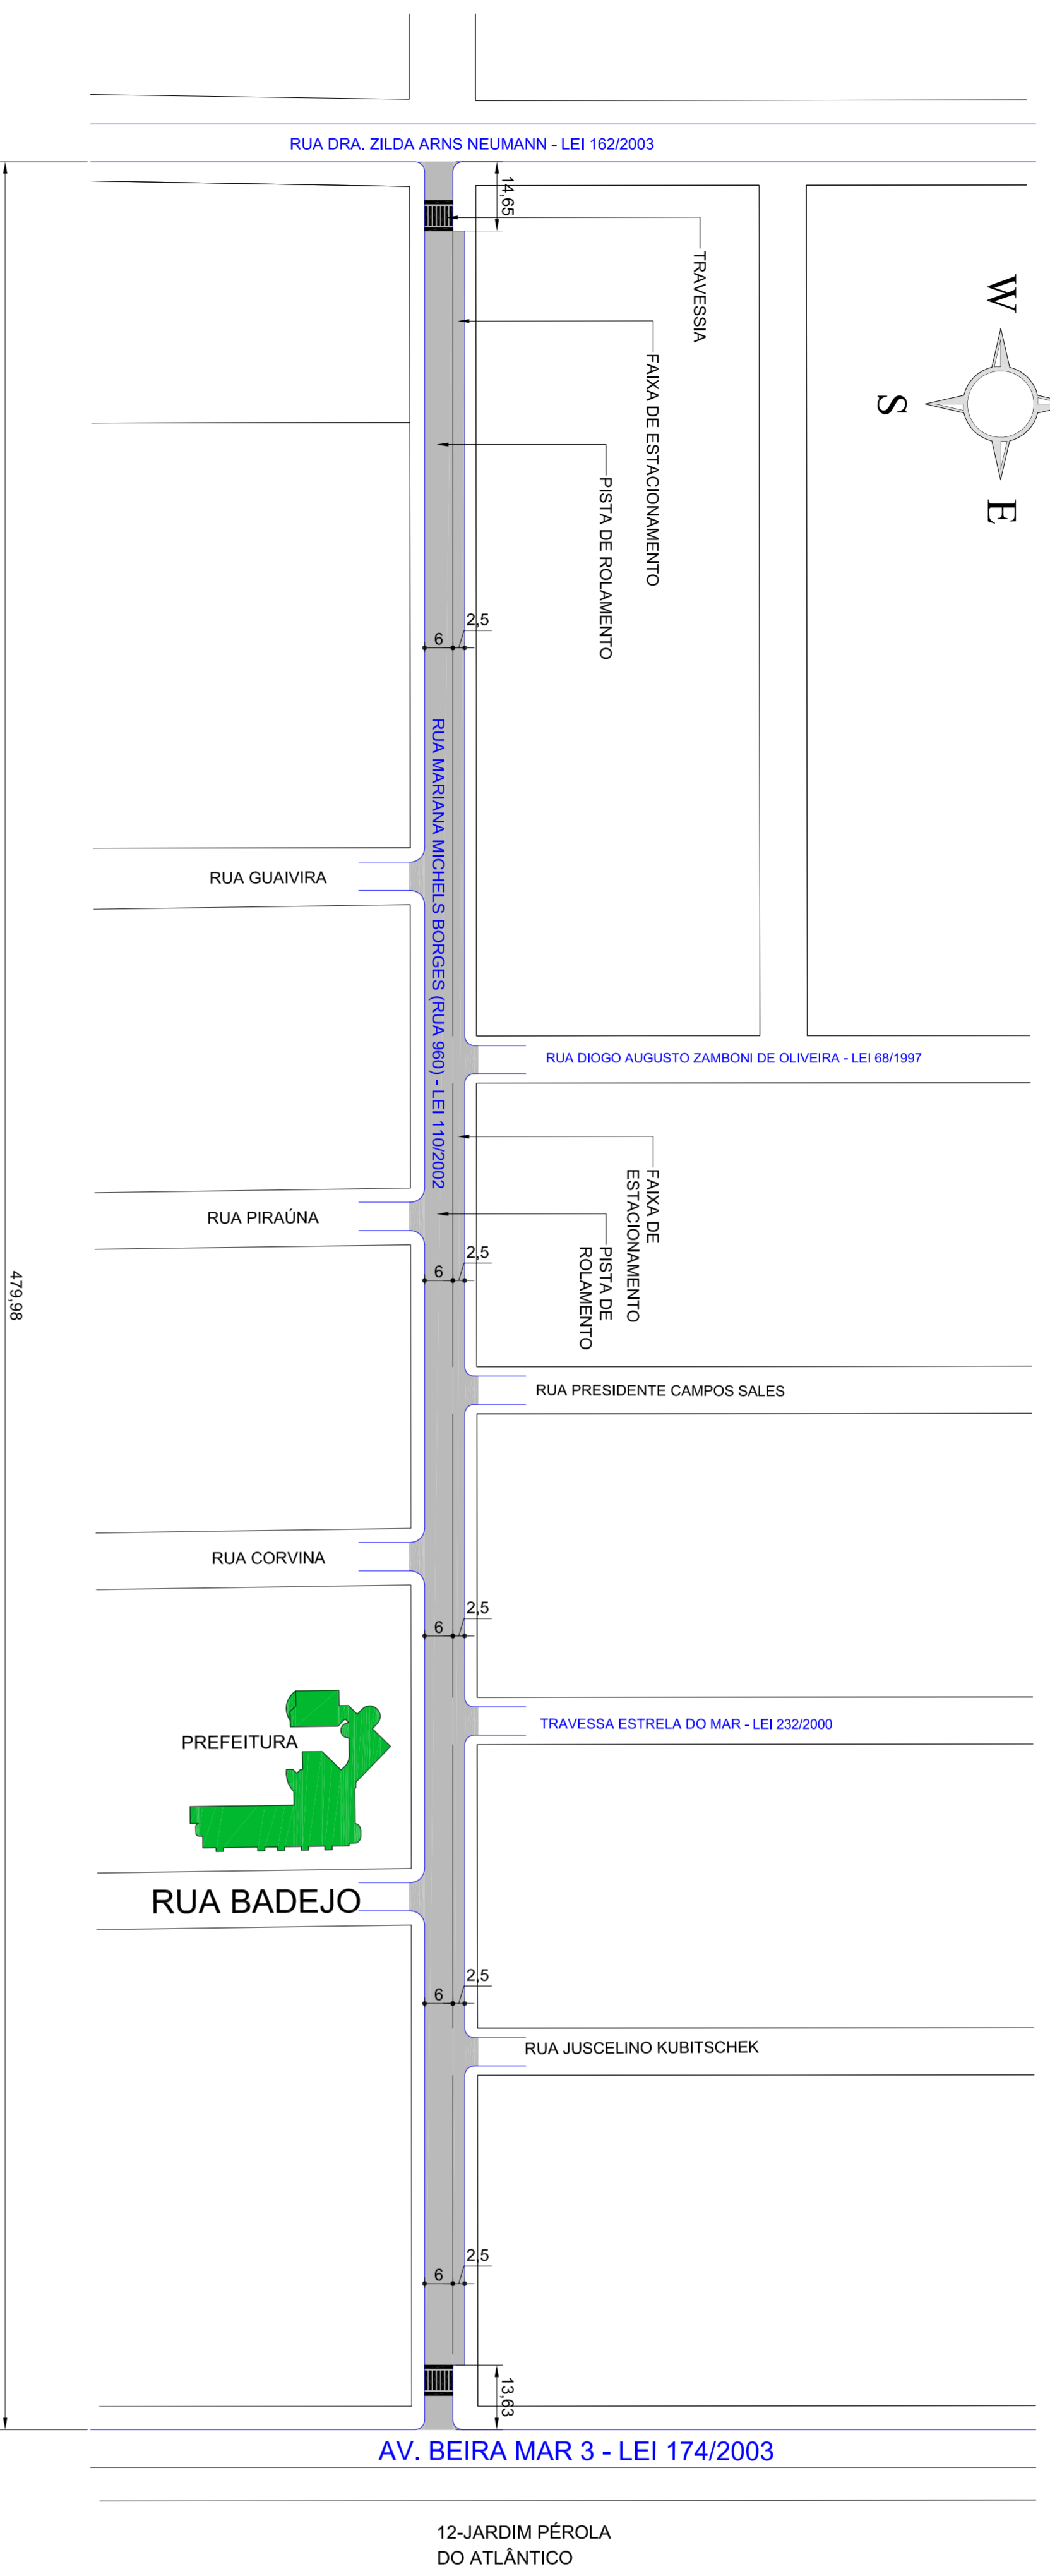 RUA DRA. ZILDA ARNS NEUMANN - LEI 162/2003
14,65
TRAVESSIA
W
S
E
FAIXA DE ESTACIONAMENTO
PISTA DE ROLAMENTO
2,5
6
RUA MARIANA MICHELS BORGES (RUA 960) - LEI 110/2002
RUA GUAIVIRA
RUA DIOGO AUGUSTO ZAMBONI DE OLIVEIRA - LEI 68/1997
FAIXA DE
ESTACIONAMENTO
RUA PIRAÚNA
PISTA DE
ROLAMENTO
2,5
6
479,98
RUA PRESIDENTE CAMPOS SALES
RUA CORVINA
2,5
6
TRAVESSA ESTRELA DO MAR - LEI 232/2000
PREFEITURA
RUA BADEJO
2,5
6
RUA JUSCELINO KUBITSCHEK
2,5
6
13,63
AV. BEIRA MAR 3 - LEI 174/2003
12-JARDIM PÉROLA
DO ATLÂNTICO